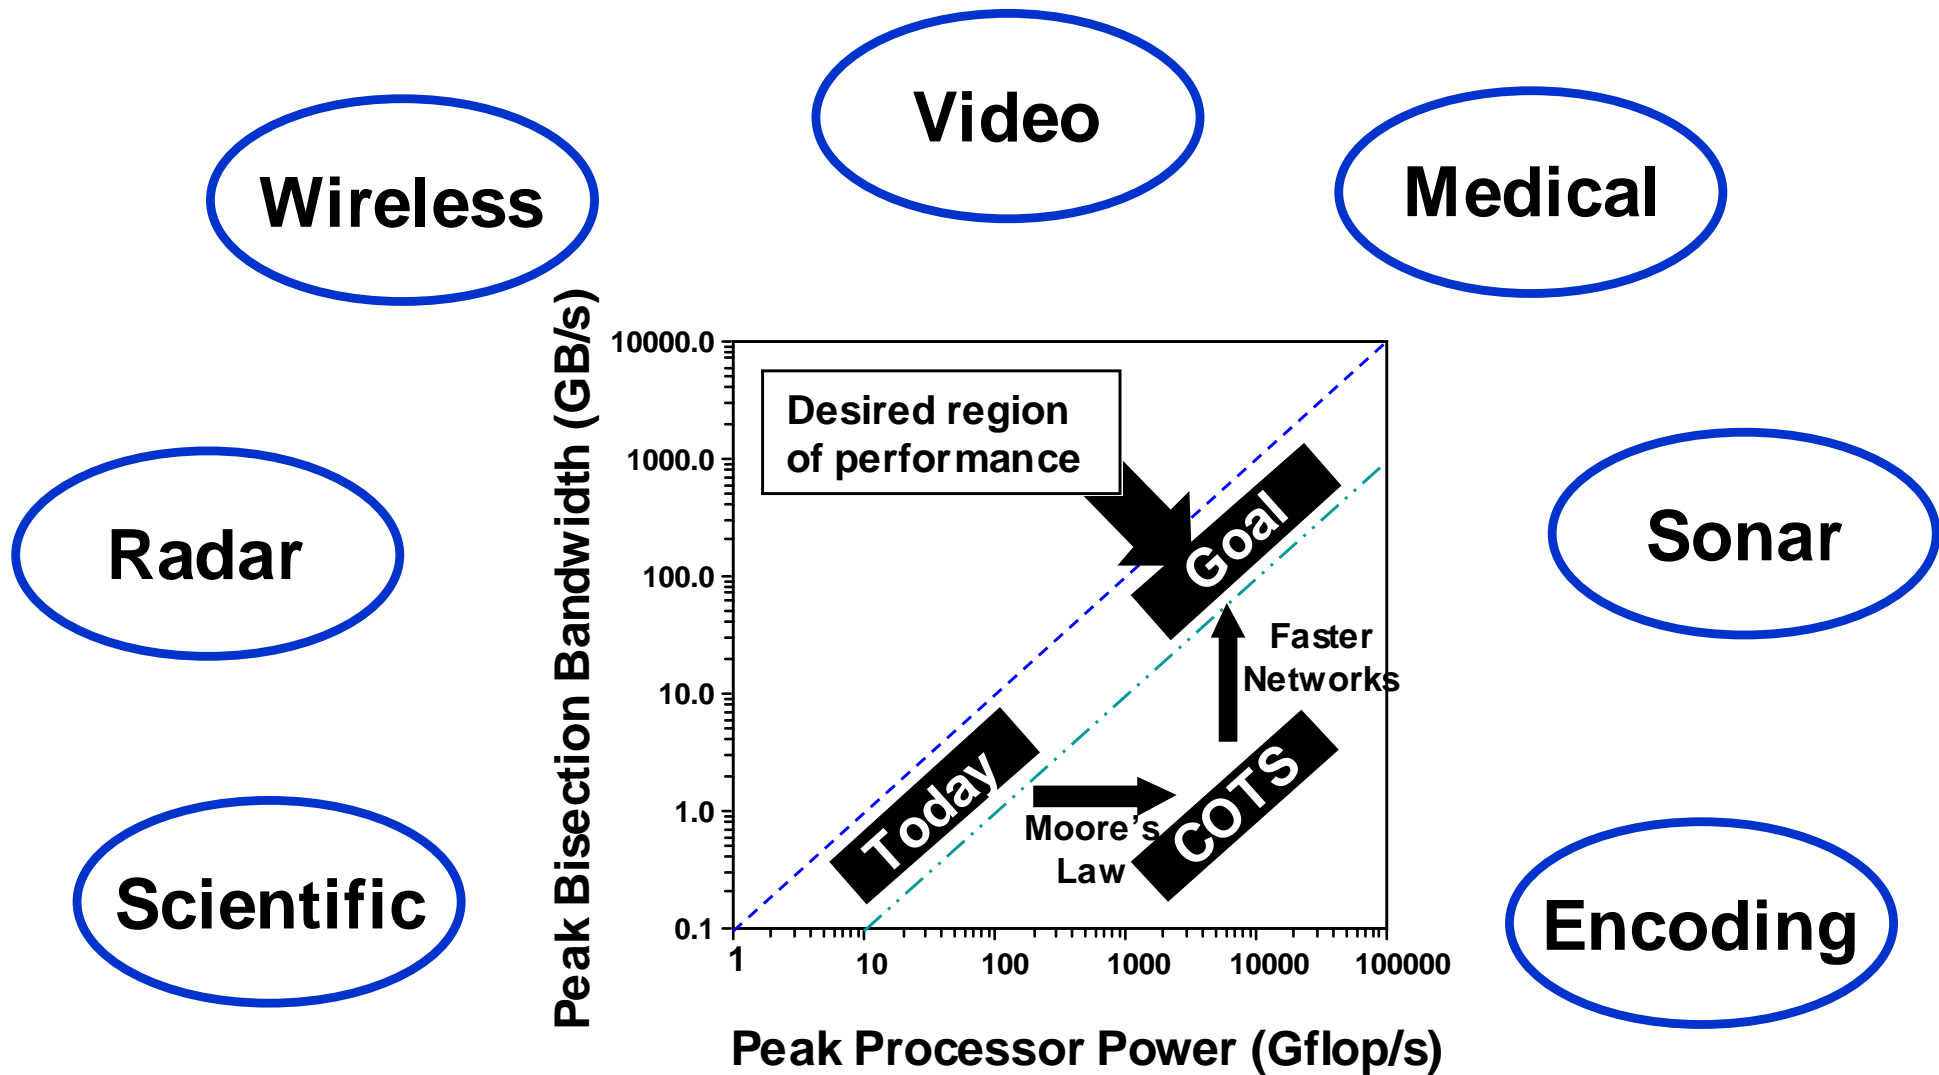 Video
Wireless
Medical
Radar
Sonar
Scientific
Encoding
Peak Bisection Bandwidth (GB/s)
10000.0
1000.0
100.0
10.0
1.0
0.1
Desired region
of performance
Goal
Faster
Networks
Today
Moore’s
Law
COTS
1 10 100 1000 10000 100000
Peak Processor Power (Gflop/s)